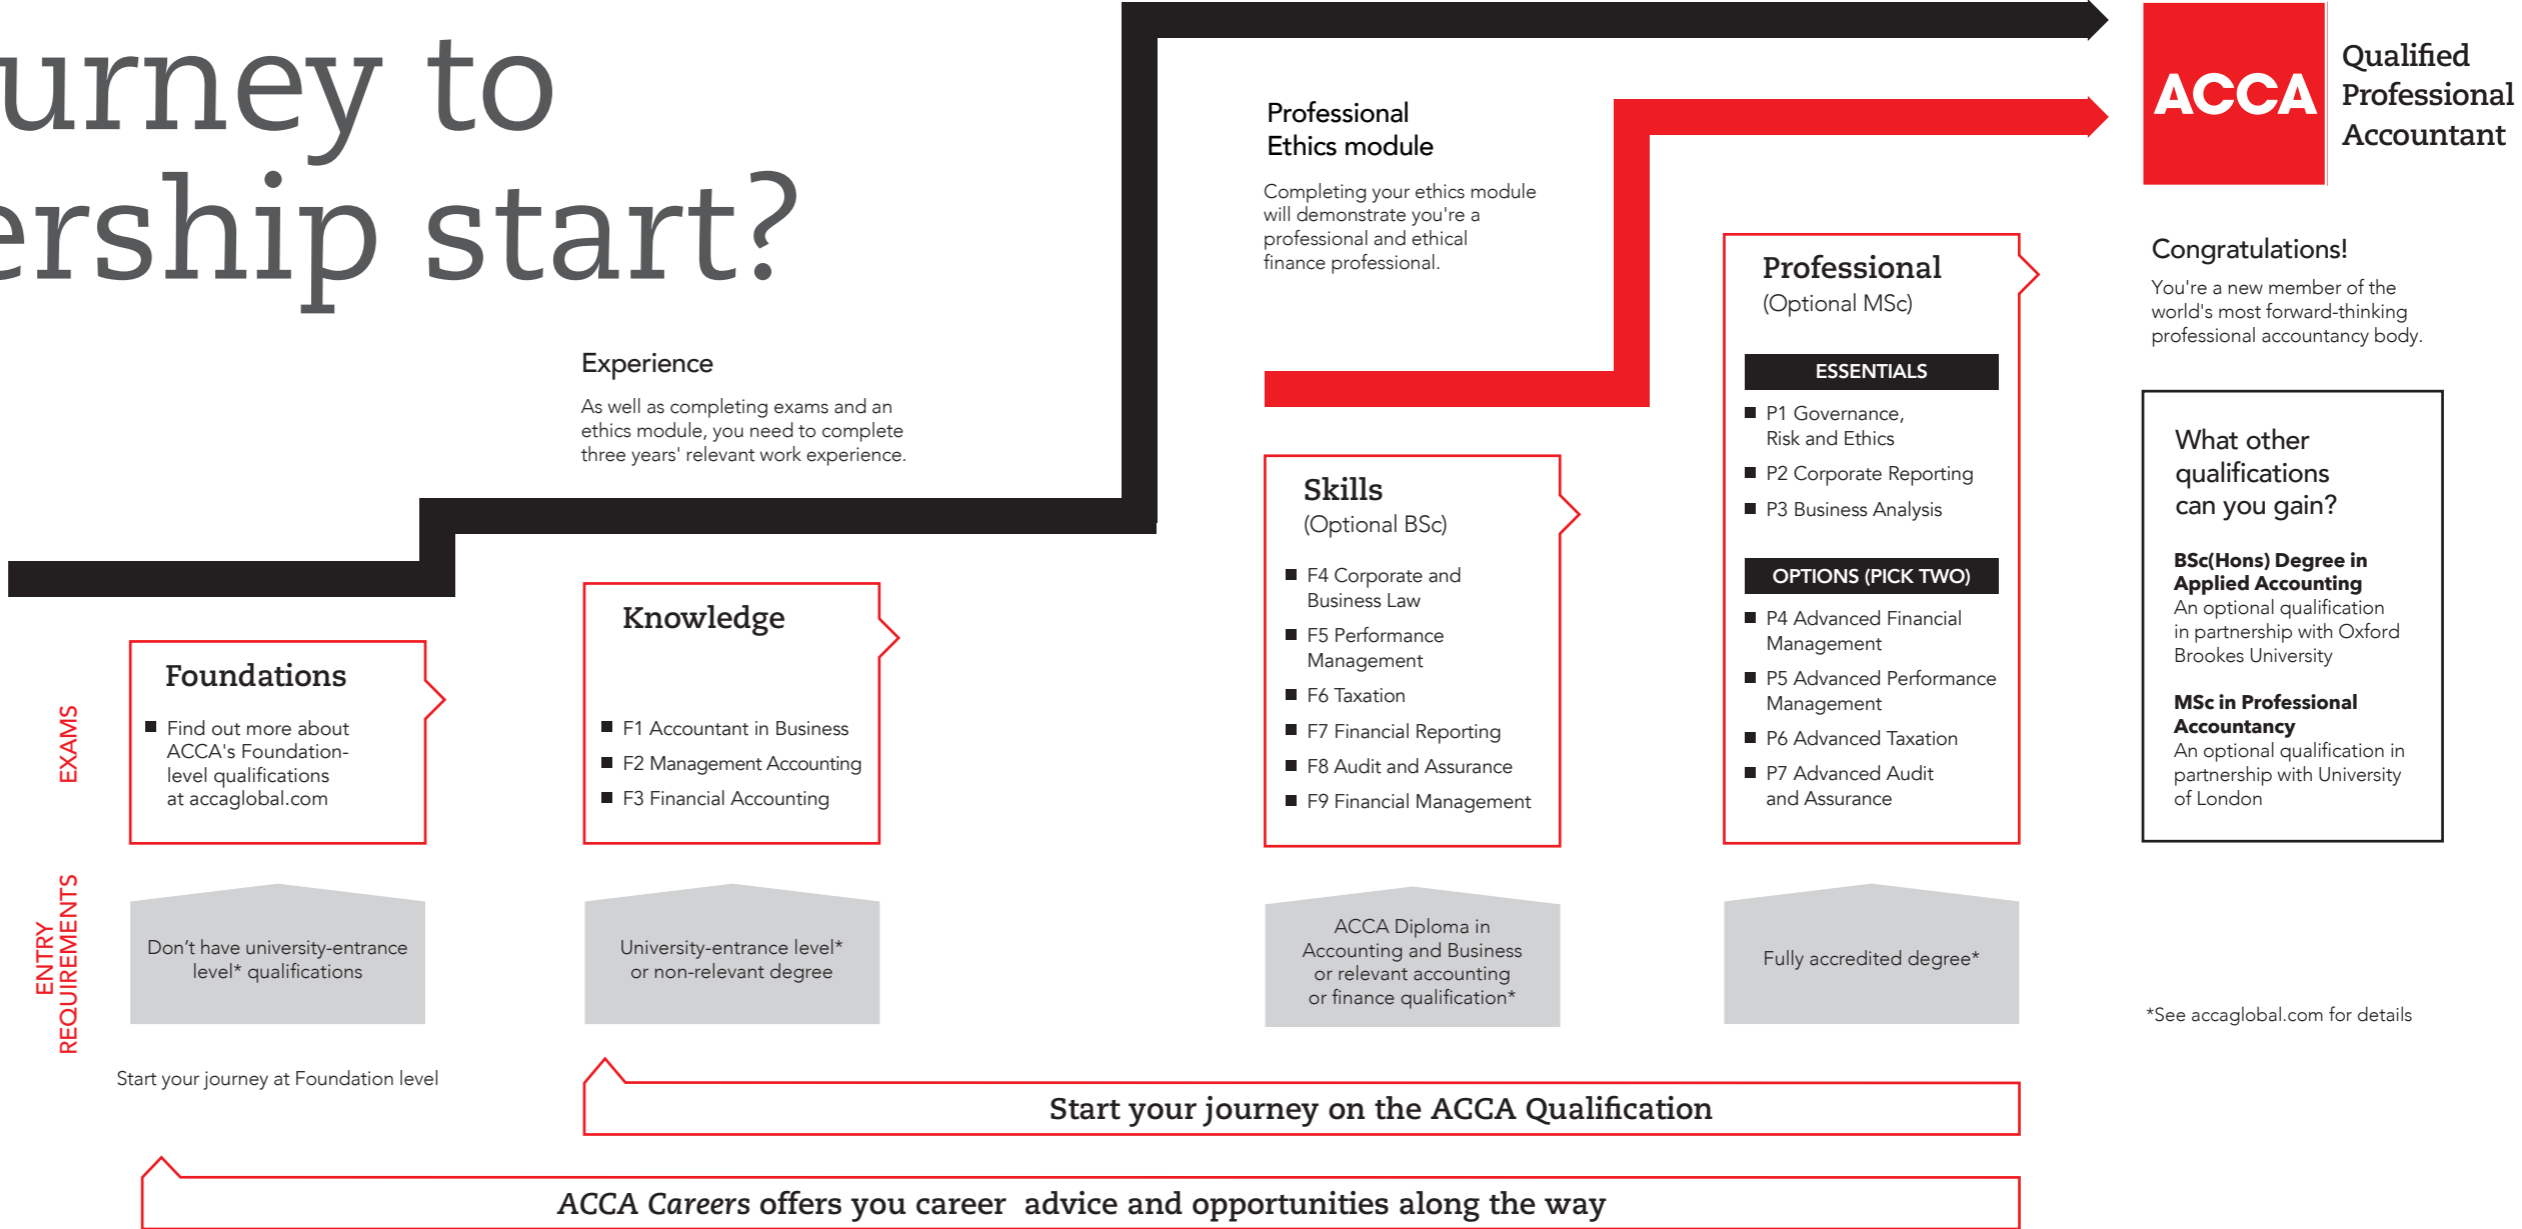 urney to
ership start?
ACCA
Qualified
Professional
Accountant
Professional
Ethics module
Completing your ethics module
will demonstrate you're a
professional and ethical
finance professional.
Experience
As well as completing exams and an
ethics module, you need to complete
three years' relevant work experience.
Congratulations!
You're a new member of the
world's most forward-thinking
professional accountancy body.
EXAMS
Foundations
Find out more about
ACCA's Foundation-
level qualifications
at accaglobal.com
Knowledge
F1 Accountant in Business
F2 Management Accounting
F3 Financial Accounting
Skills
(Optional BSc)
F4 Corporate and
Business Law
F5 Performance
Management
F6 Taxation
F7 Financial Reporting
F8 Audit and Assurance
F9 Financial Management
Professional
(Optional MSc)
ESSENTIALS
P1 Governance,
Risk and Ethics
P2 Corporate Reporting
P3 Business Analysis
OPTIONS (PICK TWO)
P4 Advanced Financial
Management
P5 Advanced Performance
Management
P6 Advanced Taxation
P7 Advanced Audit
and Assurance
What other
qualifications
can you gain?
BSc(Hons) Degree in
Applied Accounting
An optional qualification
in partnership with Oxford
Brookes University
MSc in Professional
Accountancy
An optional qualification in
partnership with University
of London
ENTRY
REQUIREMENTS
Don't have university-entrance
level* qualifications
University-entrance level*
or non-relevant degree
ACCA Diploma in
Accounting and Business
or relevant accounting
or finance qualification*
Fully accredited degree*
*See accaglobal.com for details
Start your journey at Foundation level
Start your journey on the ACCA Qualification
ACCA Careers offers you career advice and opportunities along the way